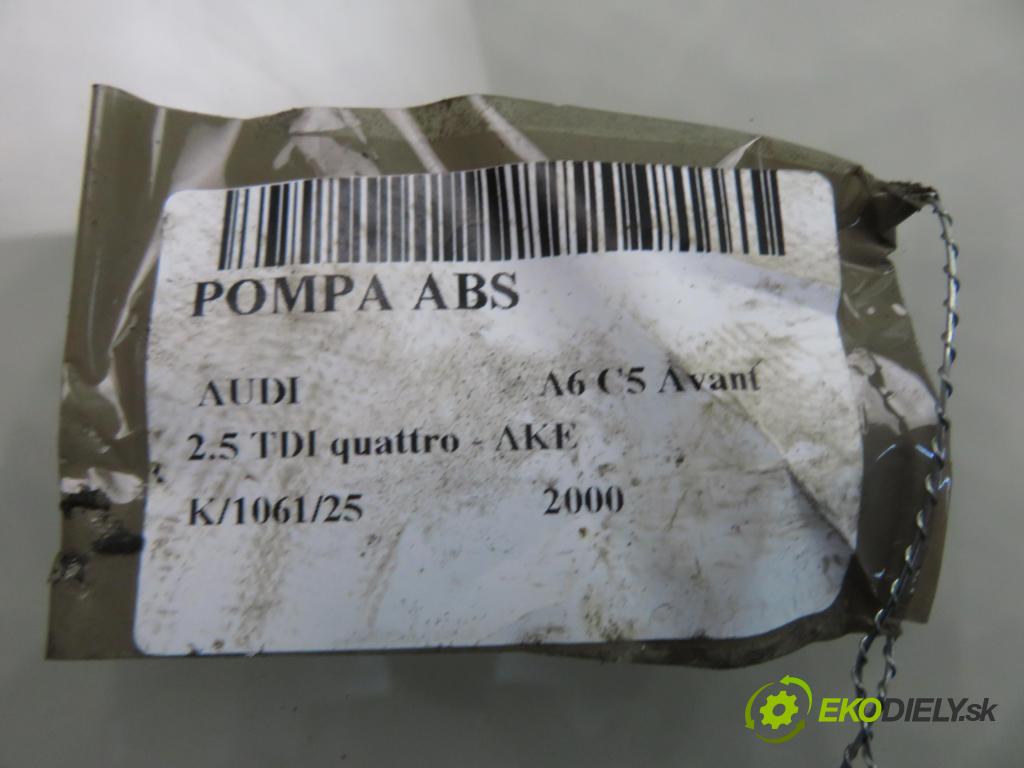 POMPA ABS
AUDI A6 C5 Avant
2.5 TDI quattro - AKE
K/1061/25 2000
EKODIELY.sk